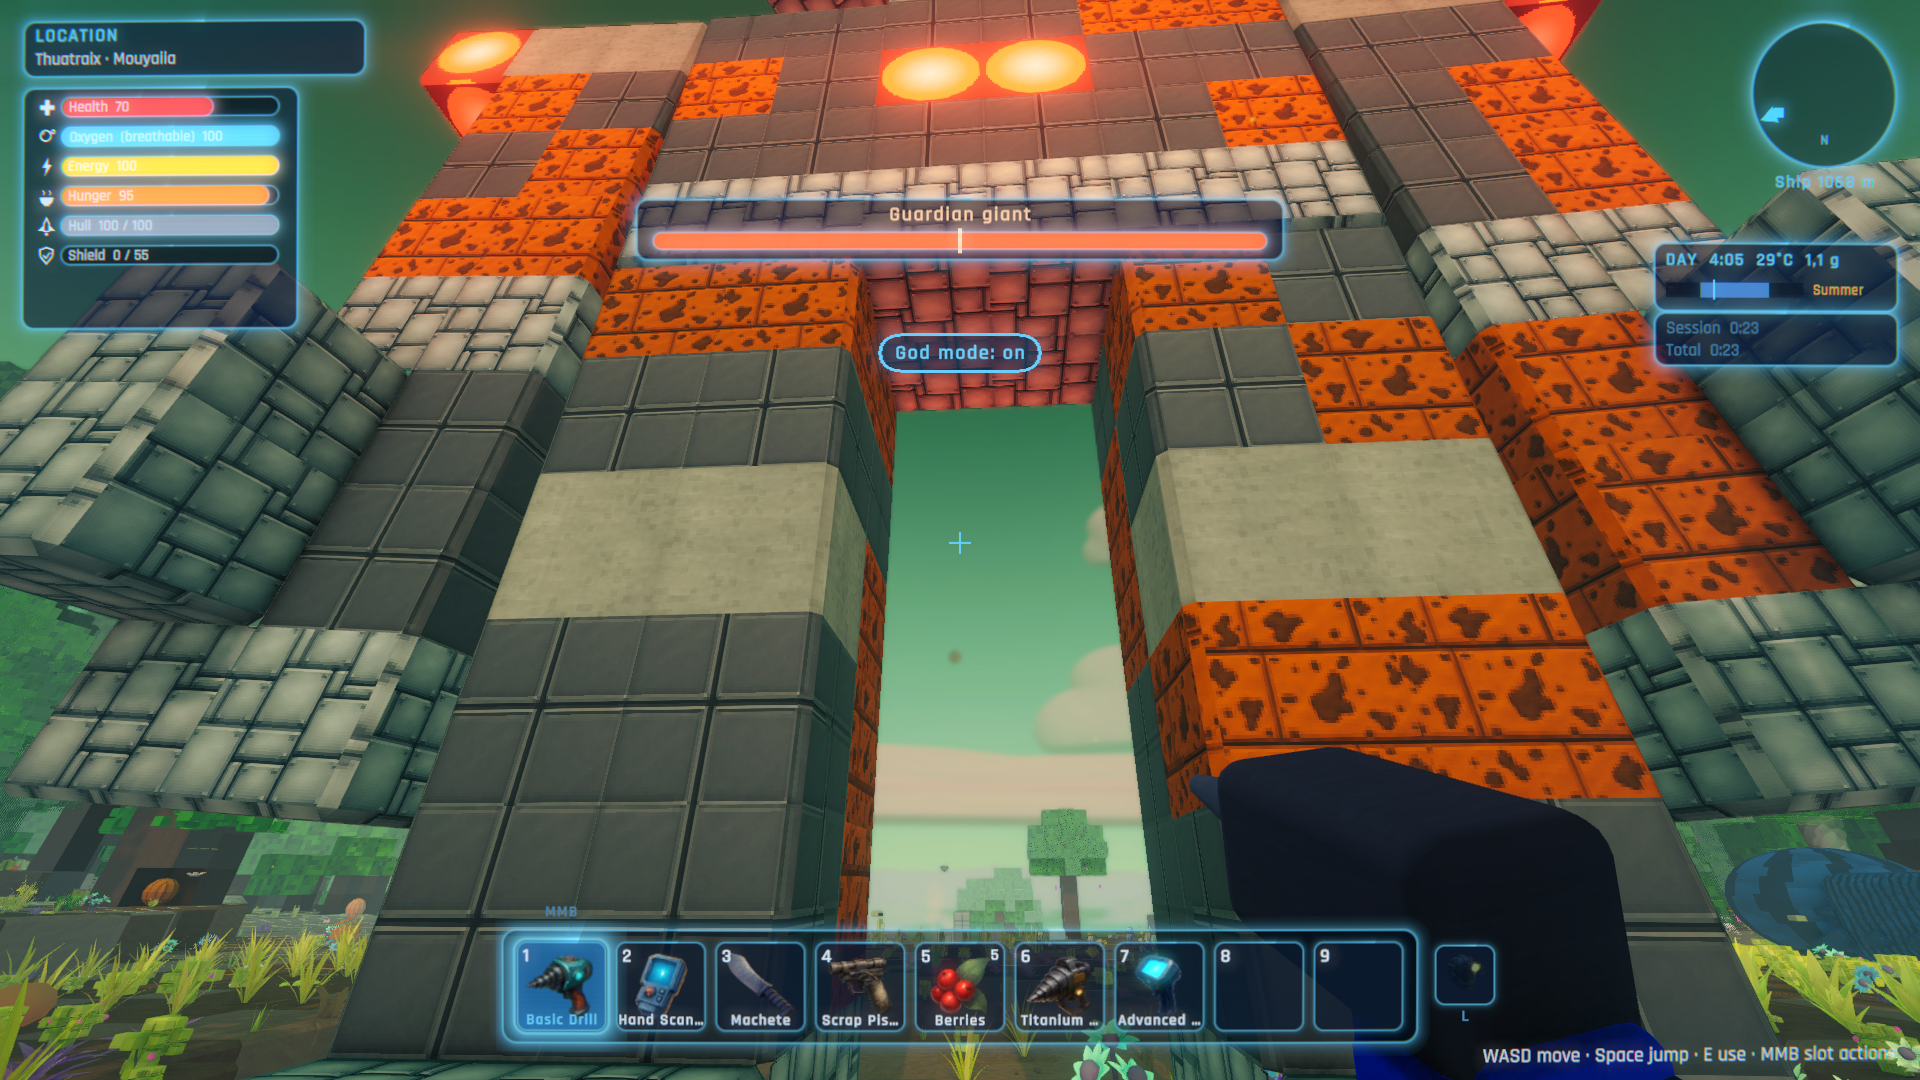 LOCATION
Thuatraix · Mouyalia
Health 70
Oxygen (breathable) 100
Energy 100
Hunger 95
Hull 100 / 100
Shield 0 / 55
Guardian giant
God mode: on
N
Ship 1068 m
DAY 4:05 29°C 1,1 g
Summer
Session 0:23
Total 0:23
MMB
1 Basic Drill
2 Hand Scan...
3 Machete
4 Scrap Pis...
5 5 Berries
6 Titanium ...
7 Advanced ...
8
9
L
WASD move · Space jump · E use · MMB slot actions